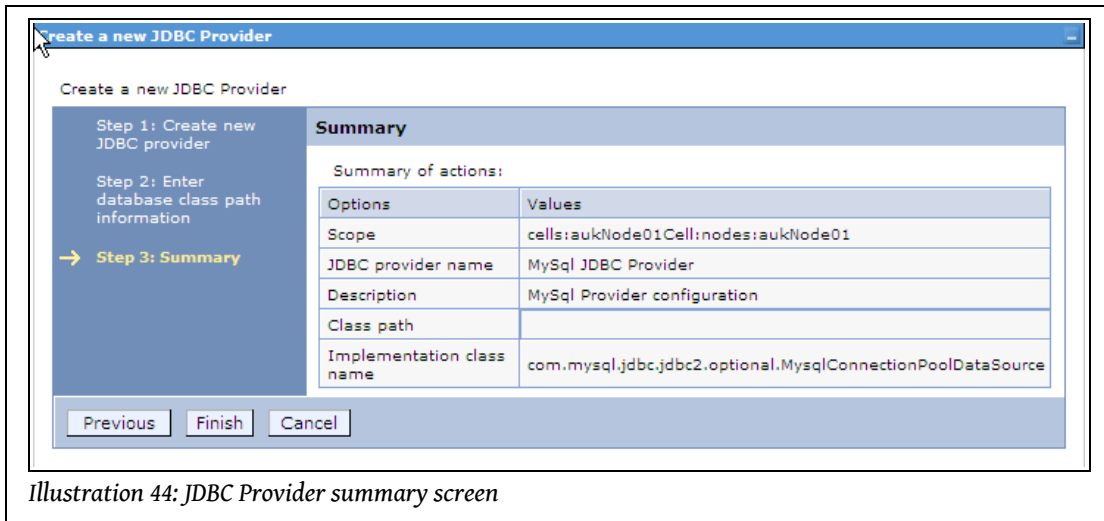 Create a new JDBC Provider
Create a new JDBC Provider
Step 1: Create new
JDBC provider
Step 2: Enter
database class path
information
Step 3: Summary
Summary
Summary of actions:
Options Values
Scope cells:aukNode01Cell:nodes:aukNode01
JDBC provider name MySql JDBC Provider
Description MySql Provider configuration
Class path
Implementation class
name com.mysql.jdbc.jdbc2.optional.MysqlConnectionPoolDataSource
Previous Finish Cancel
Illustration 44: JDBC Provider summary screen